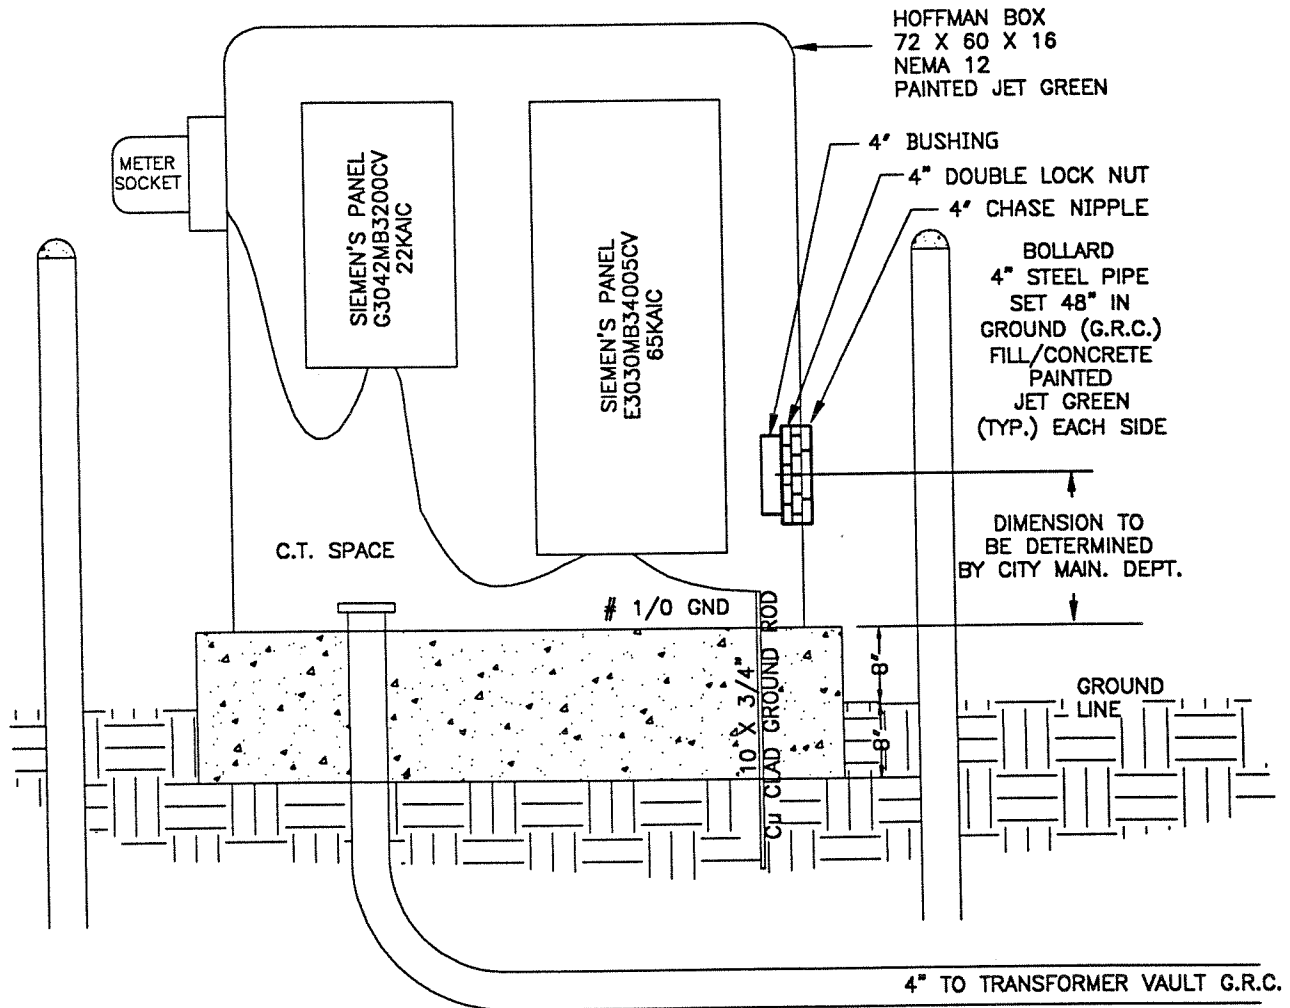 HOFFMAN BOX
72 X 60 X 16
NEMA 12
PAINTED JET GREEN
4" BUSHING
4" DOUBLE LOCK NUT
4" CHASE NIPPLE
METER
SOCKET
SIEMEN'S PANEL
G3042MB3200CV
22KAIC
SIEMEN'S PANEL
E3030MB34005CV
65KAIC
BOLLARD
4" STEEL PIPE
SET 48" IN
GROUND (G.R.C.)
FILL/CONCRETE
PAINTED
JET GREEN
(TYP.) EACH SIDE
DIMENSION TO
BE DETERMINED
BY CITY MAIN. DEPT.
C.T. SPACE
# 1/0 GND
10 X 3/4"
Cµ CLAD GROUND ROD
8"
8"
GROUND
LINE
4" TO TRANSFORMER VAULT G.R.C.